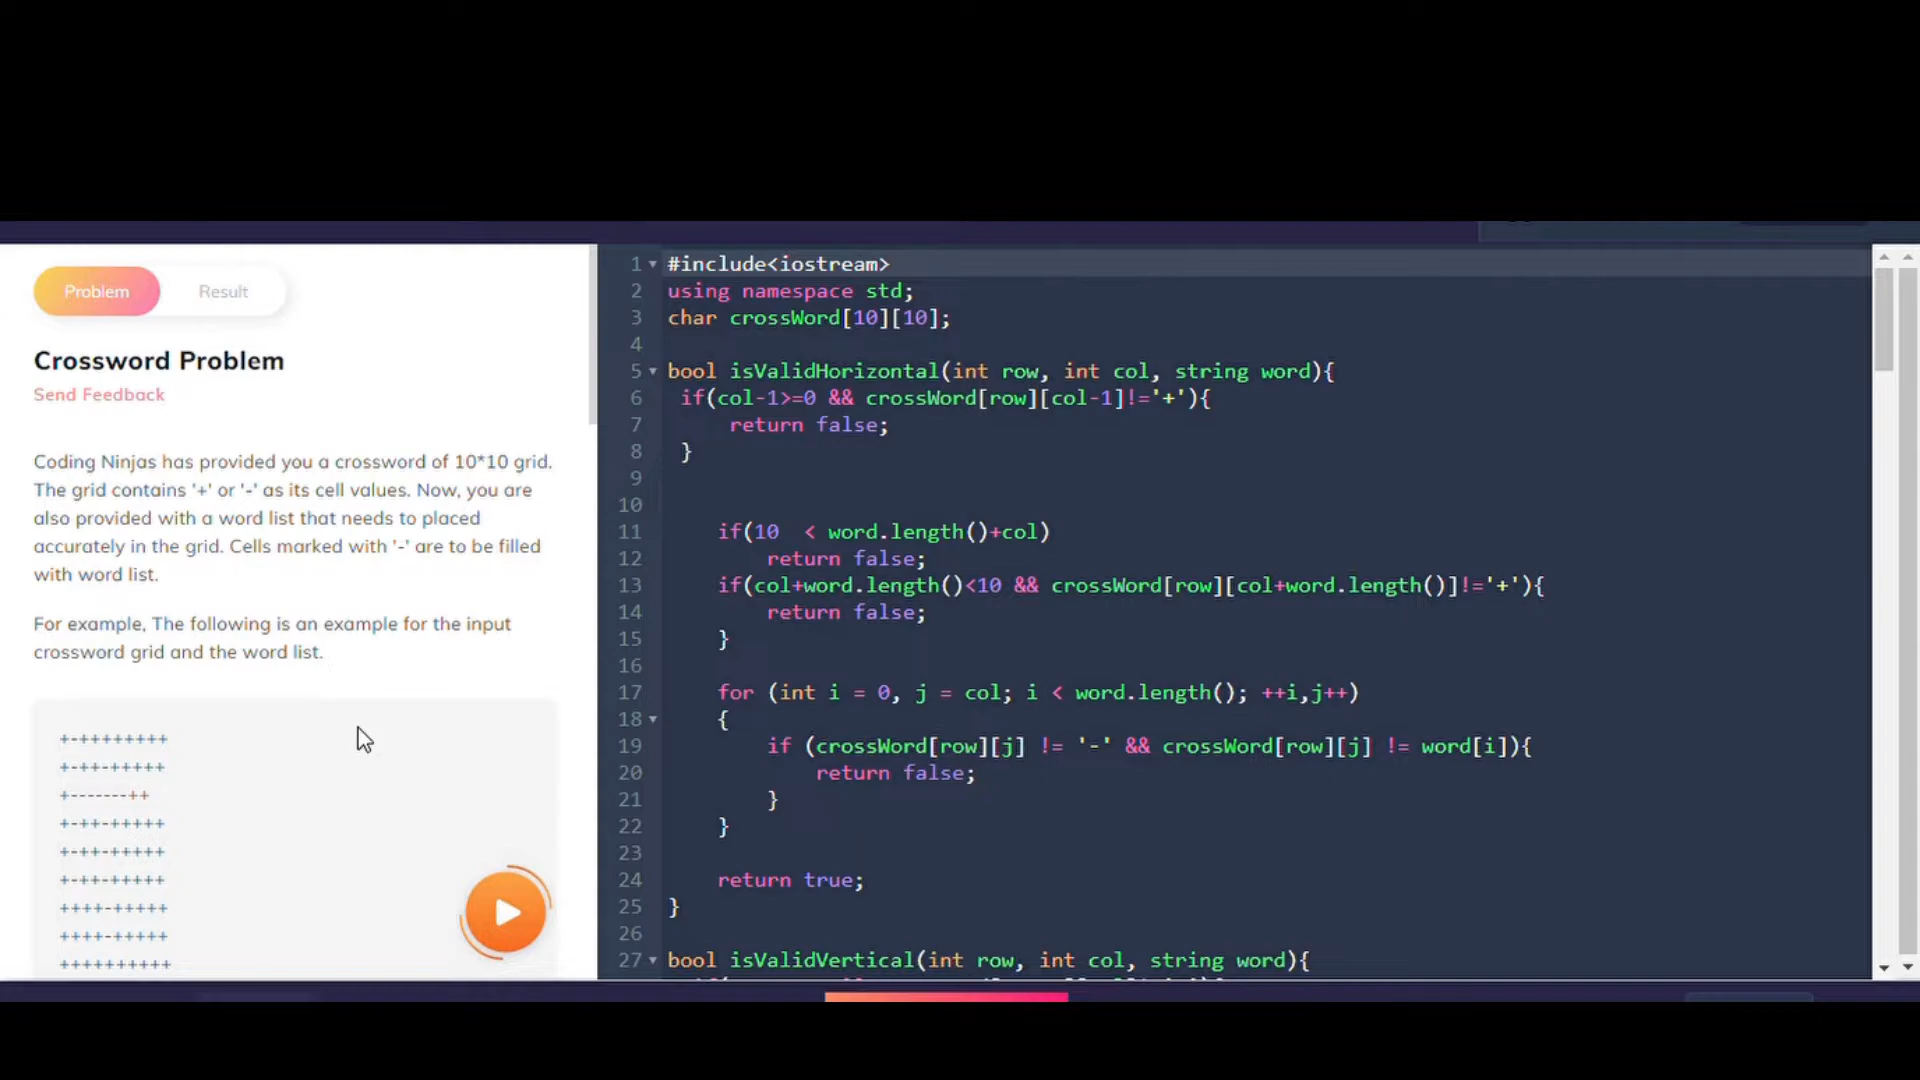 Problem
Result
Crossword Problem
Send Feedback
Coding Ninjas has provided you a crossword of 10*10 grid.
The grid contains '+' or '-' as its cell values. Now, you are
also provided with a word list that needs to placed
accurately in the grid. Cells marked with '-' are to be filled
with word list.
For example, The following is an example for the input
crossword grid and the word list.
+-++++++++
+-++-+++++
+-------++
+-++-+++++
+-++-+++++
+-++-+++++
++++-+++++
++++-+++++
++++++++++
1 #include<iostream>
2 using namespace std;
3 char crossWord[10][10];
4
5 bool isValidHorizontal(int row, int col, string word){
6 if(col-1>=0 && crossWord[row][col-1]!='+'){
7 return false;
8 }
9
10
11 if(10  < word.length()+col)
12 return false;
13 if(col+word.length()<10 && crossWord[row][col+word.length()]!='+'){
14 return false;
15 }
16
17 for (int i = 0, j = col; i < word.length(); ++i,j++)
18 {
19 if (crossWord[row][j] != '-' && crossWord[row][j] != word[i]){
20 return false;
21 }
22 }
23
24 return true;
25 }
26
27 bool isValidVertical(int row, int col, string word){